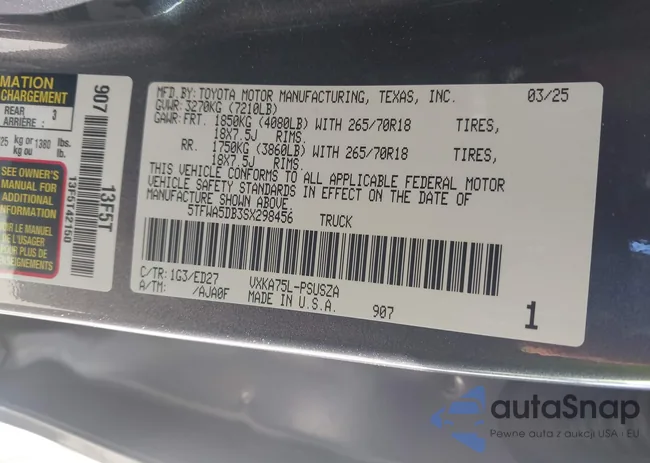 MATION
CHARGEMENT
REAR
ARRIÈRE : 3
25 kg or 1380 lbs.
kg ou lb.
SEE OWNER'S
MANUAL FOR
ADDITIONAL
INFORMATION
VOIR LE MANUEL
DE L'USAGER
POUR PLUS DE
RENSEIGNEMENTS
907
13F5T
13F5T42150
MFD.BY: TOYOTA MOTOR MANUFACTURING, TEXAS, INC. 03/25
GVWR: 3270KG (7210LB)
GAWR: FRT. 1850KG (4080LB) WITH 265/70R18 TIRES,
18X7.5J RIMS.
RR. 1750KG (3860LB) WITH 265/70R18 TIRES,
18X7.5J RIMS.
THIS VEHICLE CONFORMS TO ALL APPLICABLE FEDERAL MOTOR
VEHICLE SAFETY STANDARDS IN EFFECT ON THE DATE OF
MANUFACTURE SHOWN ABOVE.
5TFWA5DB3SX298456 TRUCK
C/TR: 1G3/ED27 VXKA75L-PSUSZA
A/TM: /AJA0F MADE IN U.S.A. 907 1
autaSnap
Pewne auta z aukcji USA · EU